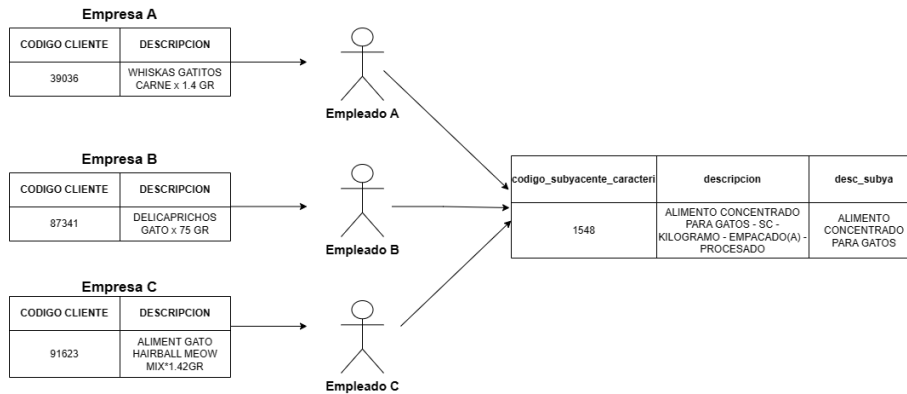 Empresa A
CODIGO CLIENTE DESCRIPCION
39036
WHISKAS GATITOS
CARNE x 1.4 GR
Empleado A
Empresa B
CODIGO CLIENTE DESCRIPCION
87341
DELICAPRICHOS
GATO x 75 GR
Empleado B
Empresa C
CODIGO CLIENTE DESCRIPCION
91623
ALIMENT GATO
HAIRBALL MEOW
MIX*1.42GR
Empleado C
codigo_subyacente_caracteri descripcion desc_subya
1548
ALIMENTO CONCENTRADO
PARA GATOS - SC -
KILOGRAMO - EMPACADO(A) -
PROCESADO
ALIMENTO
CONCENTRADO
PARA GATOS